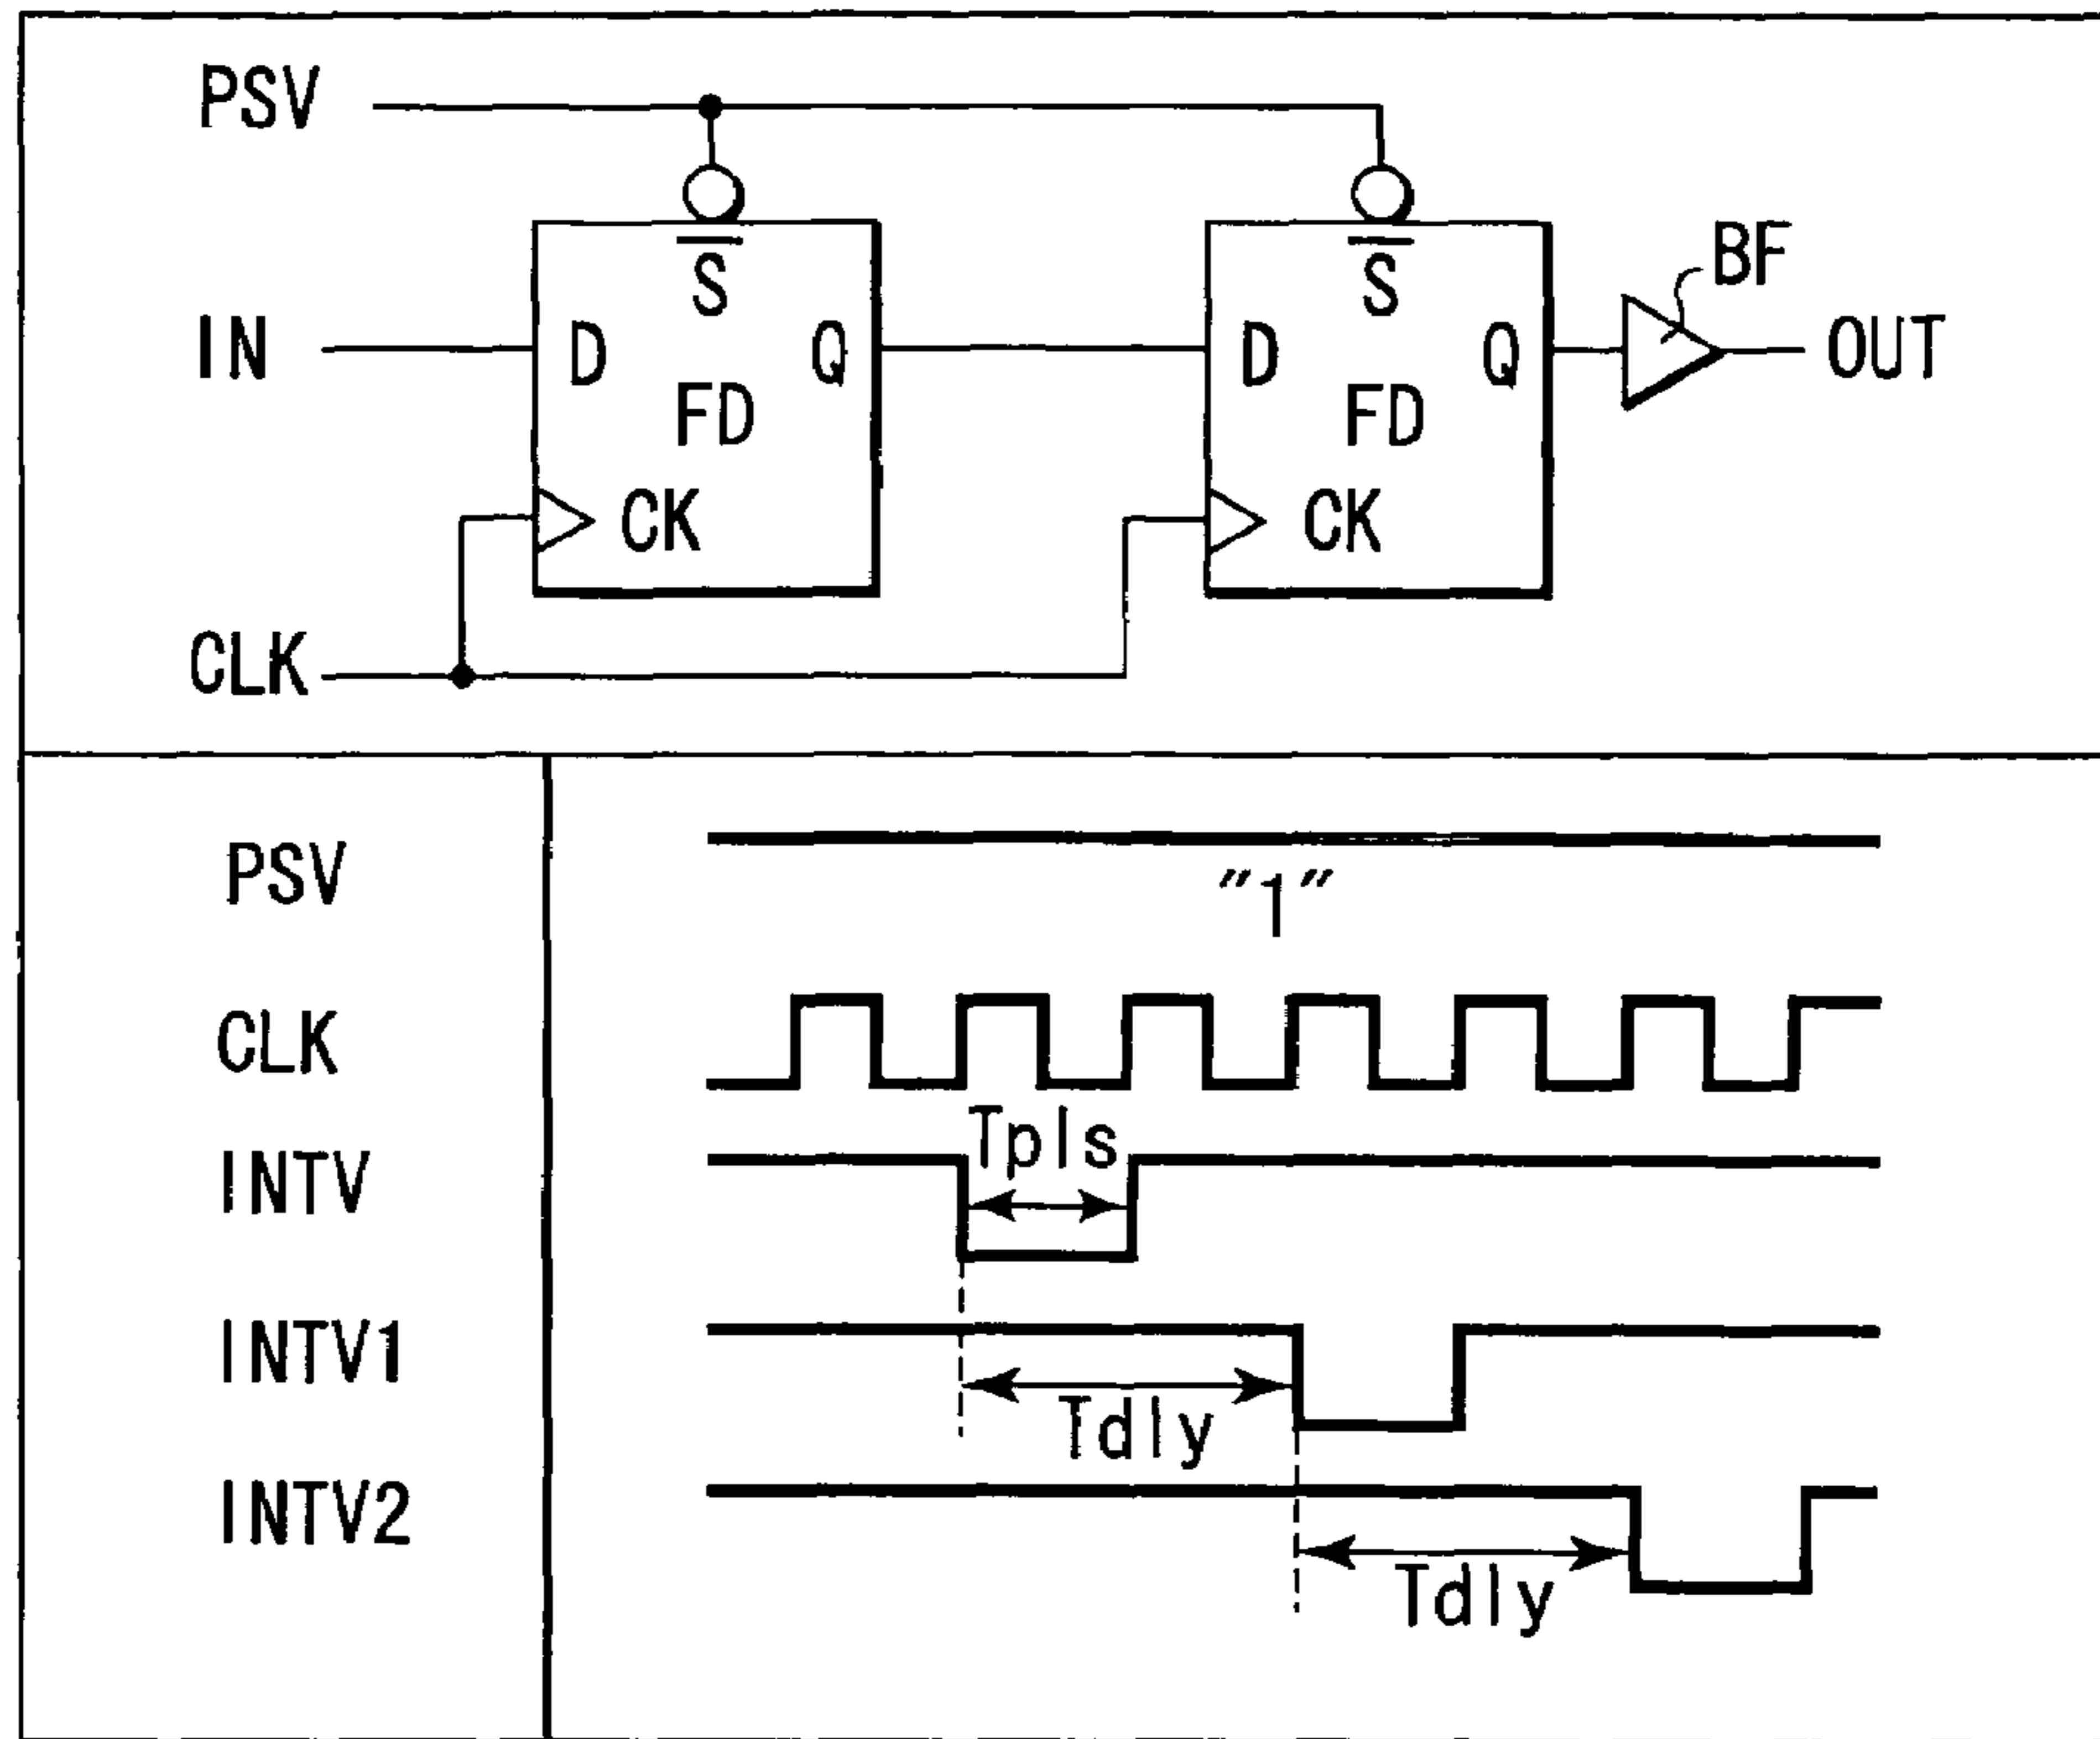 PSV
S
S
BF
IN
D
Q
D
Q
OUT
FD
FD
CK
CK
CLK
PSV
"1"
CLK
Tpls
INTV
INTV1
Tdly
INTV2
Tdly